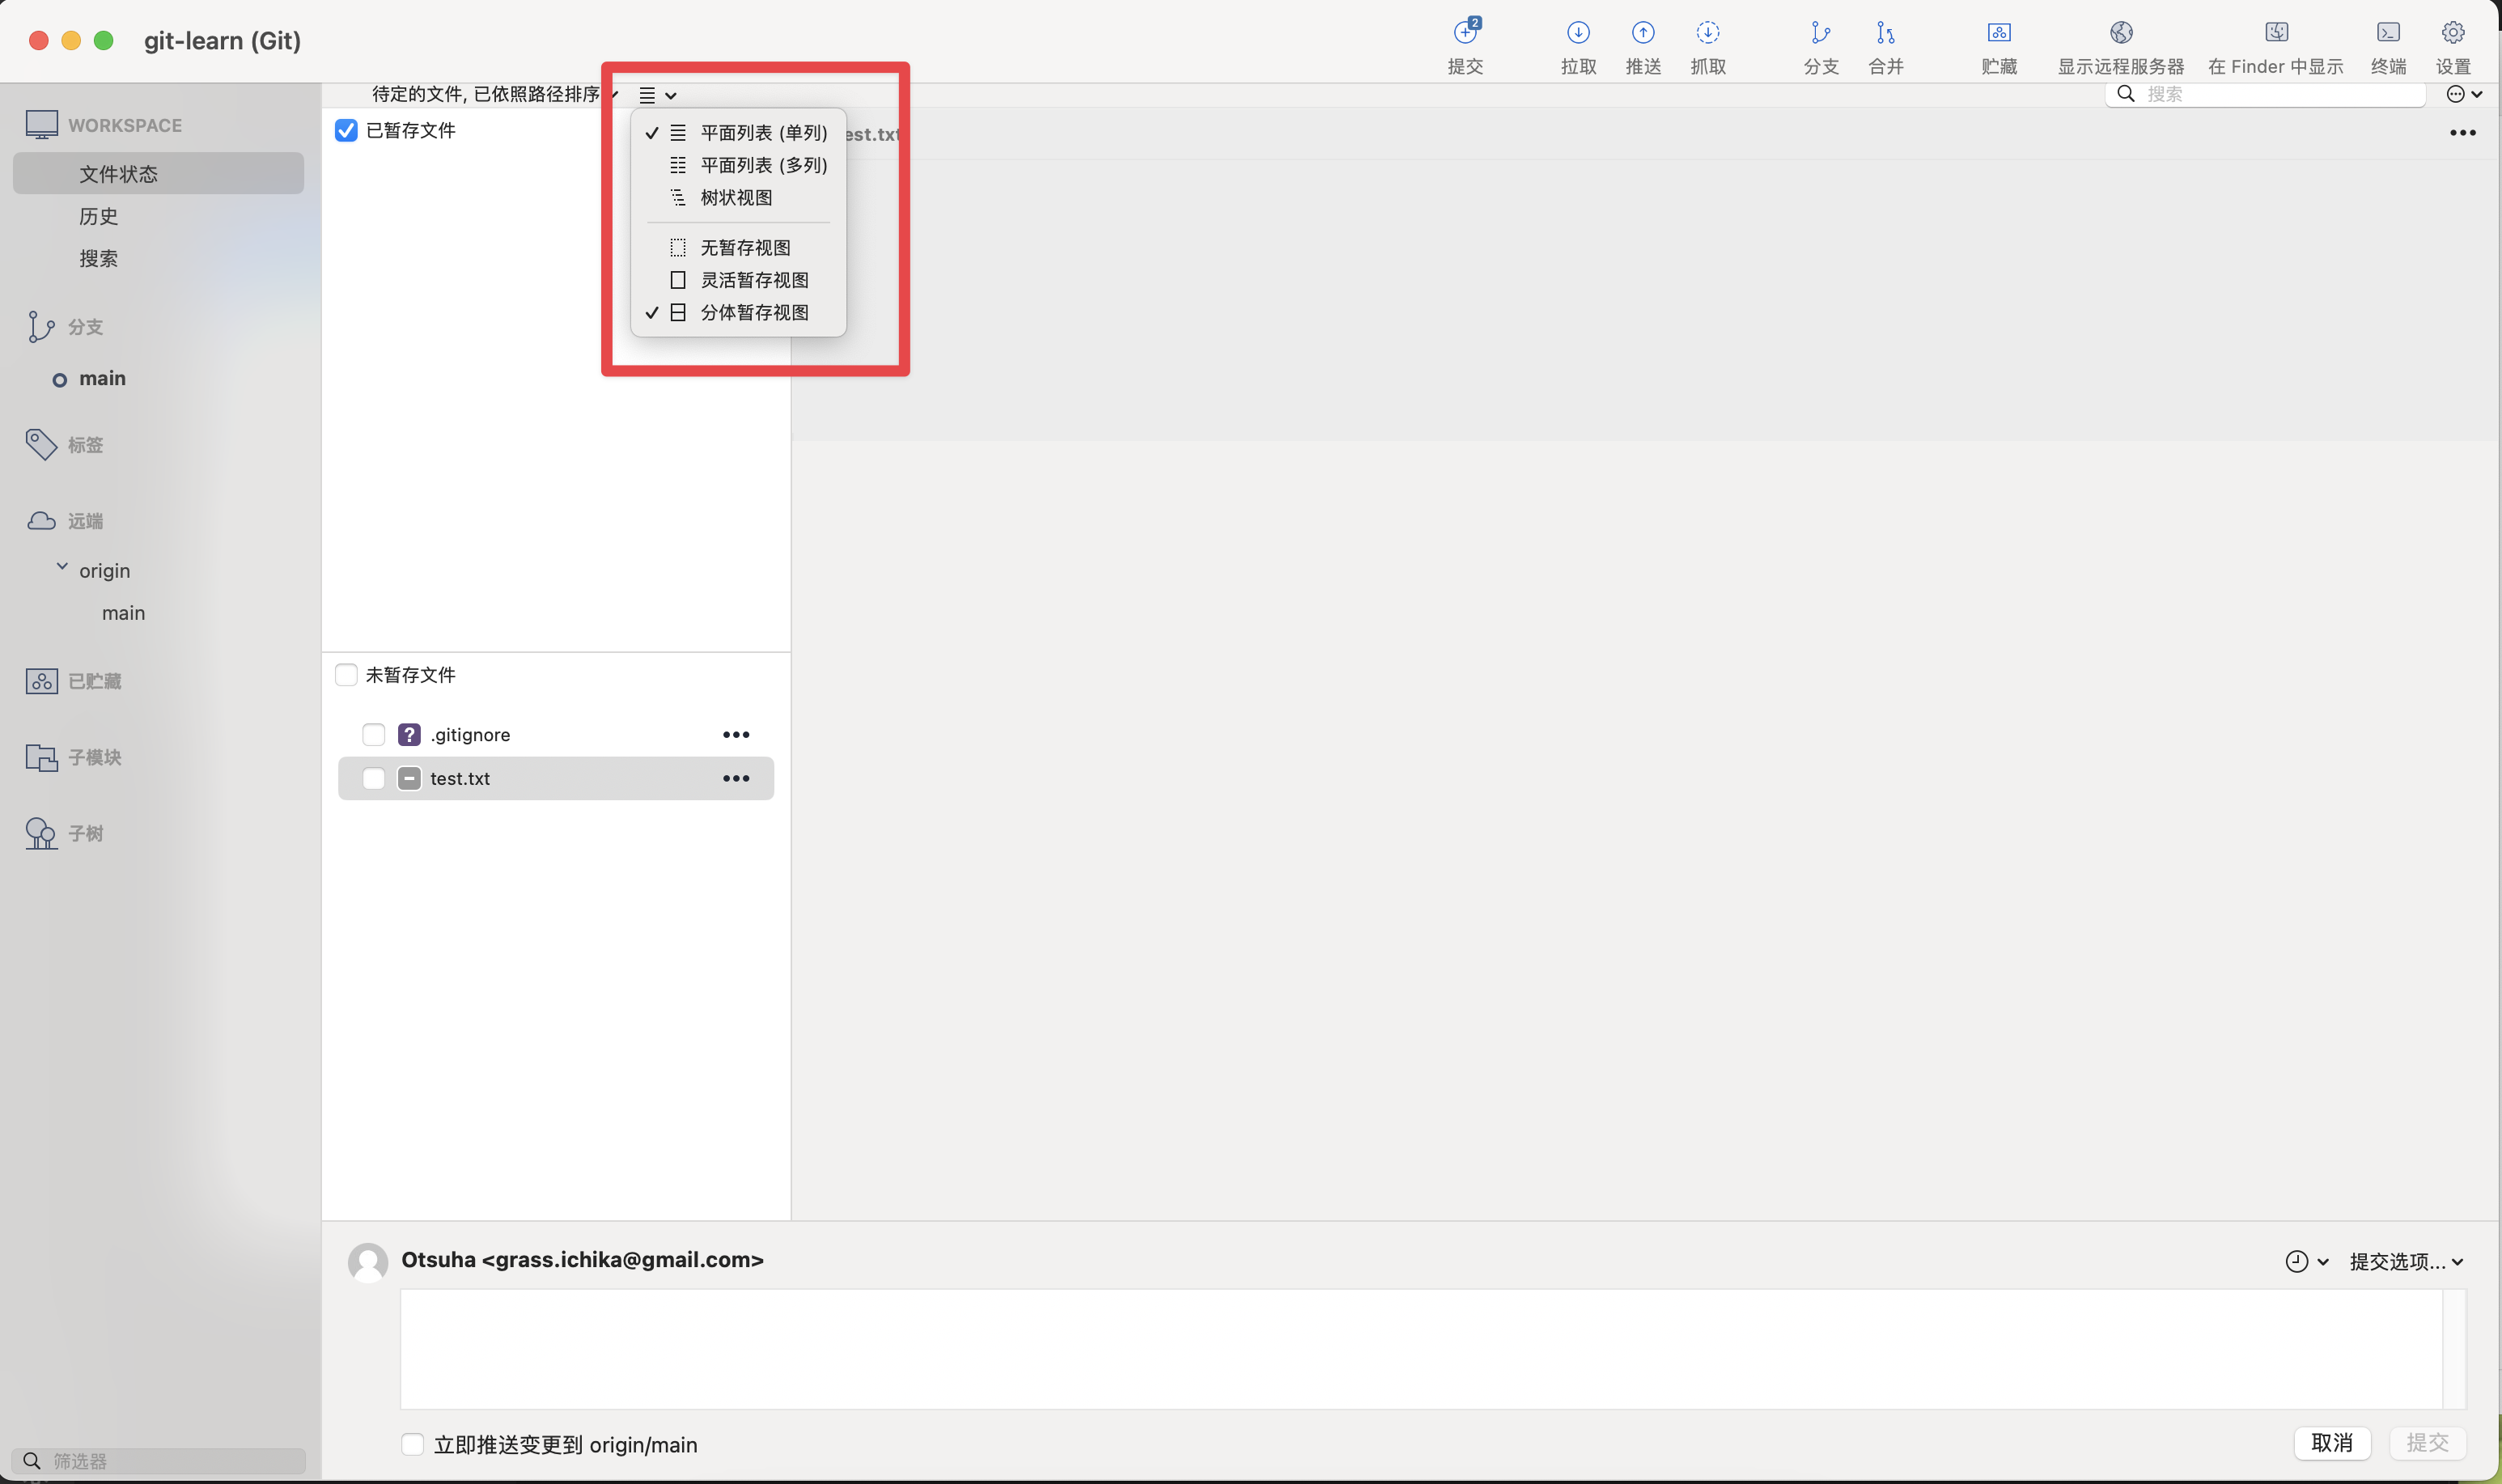 git-learn (Git)
2
提交
拉取
推送
抓取
分支
合并
贮藏
显示远程服务器
在 Finder 中显示
终端
设置
WORKSPACE
文件状态
历史
搜索
分支
main
标签
远端
origin
main
已贮藏
子模块
子树
筛选器
待定的文件, 已依照路径排序
搜索
已暂存文件
平面列表 (单列)
平面列表 (多列)
树状视图
无暂存视图
灵活暂存视图
分体暂存视图
est.txt
未暂存文件
.gitignore
test.txt
Otsuha <grass.ichika@gmail.com>
提交选项...
立即推送变更到 origin/main
取消
提交